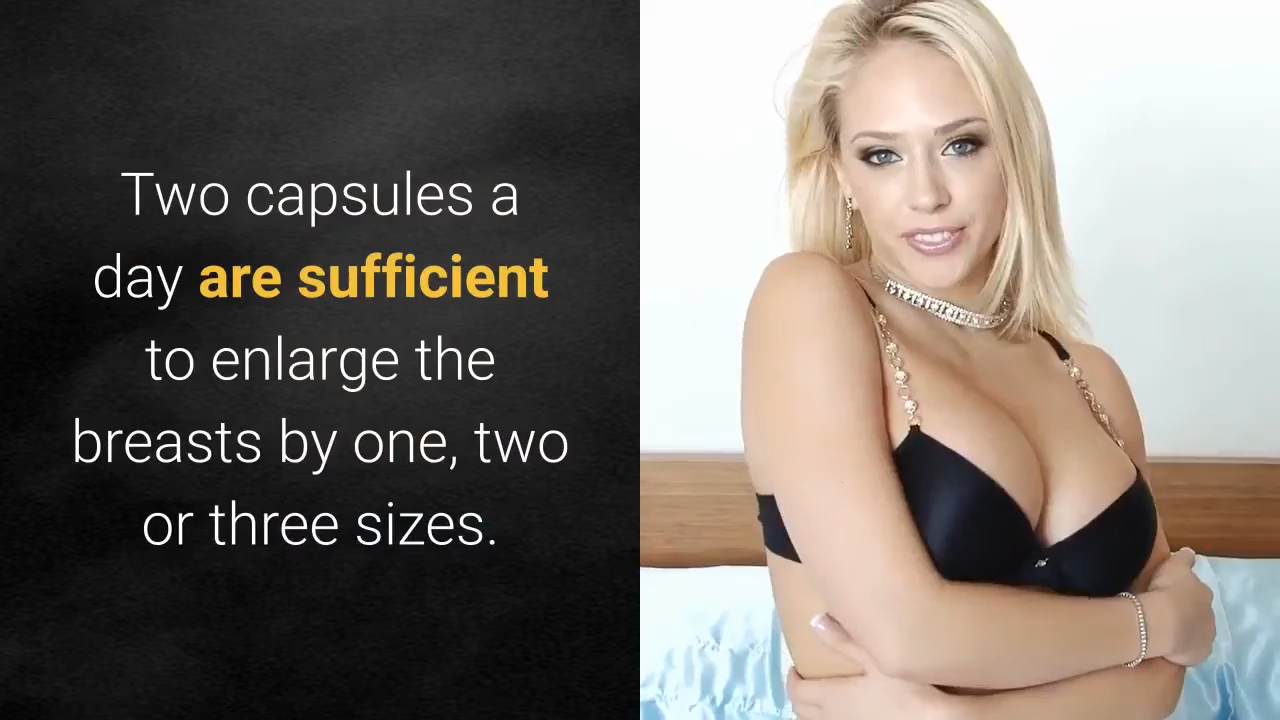 Two capsules a
day are sufficient
to enlarge the
breasts by one, two
or three sizes.